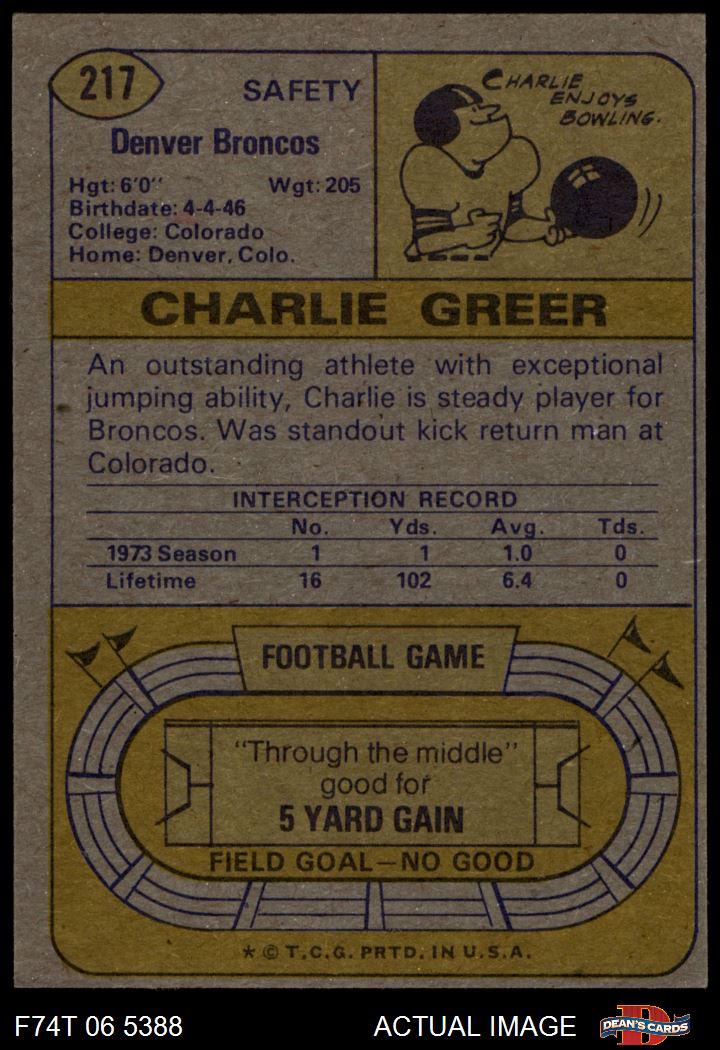 217
SAFETY
Denver Broncos
Hgt: 6'0" Wgt: 205
Birthdate: 4-4-46
College: Colorado
Home: Denver, Colo.
CHARLIE
ENJOYS
BOWLING.
CHARLIE GREER
An outstanding athlete with exceptional
jumping ability, Charlie is steady player for
Broncos. Was standout kick return man at
Colorado.
INTERCEPTION RECORD
No. Yds. Avg. Tds.
1973 Season 1 1 1.0 0
Lifetime 16 102 6.4 0
FOOTBALL GAME
"Through the middle"
good for
5 YARD GAIN
FIELD GOAL—NO GOOD
* © T.C.G. PRTD. IN U.S.A.
F74T 06 5388 ACTUAL IMAGE
D
DEAN'S CARDS